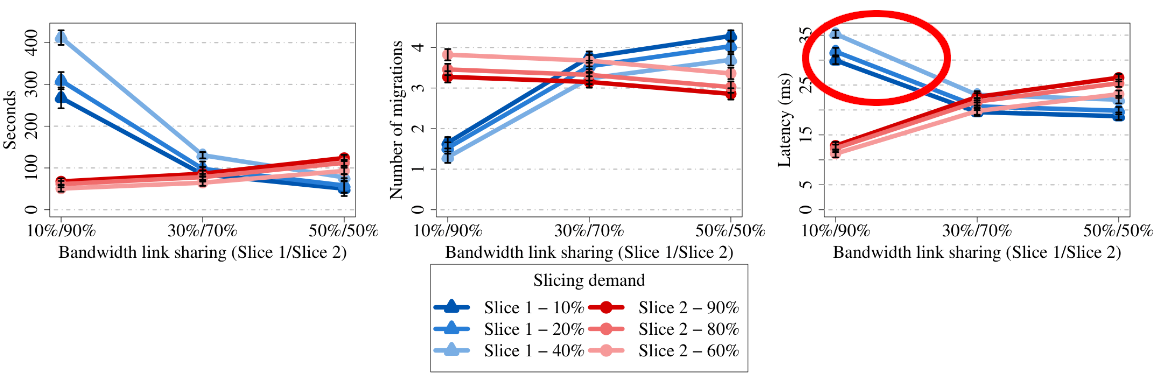 Seconds
400
300
200
100
0
10%/90%
30%/70%
50%/50%
Bandwidth link sharing (Slice 1/Slice 2)
Number of migrations
4
3
2
1
0
10%/90%
30%/70%
50%/50%
Bandwidth link sharing (Slice 1/Slice 2)
Latency (ms)
35
25
15
5
0
10%/90%
30%/70%
50%/50%
Bandwidth link sharing (Slice 1/Slice 2)
Slicing demand
Slice 1 − 10% Slice 2 − 90%
Slice 1 − 20% Slice 2 − 80%
Slice 1 − 40% Slice 2 − 60%